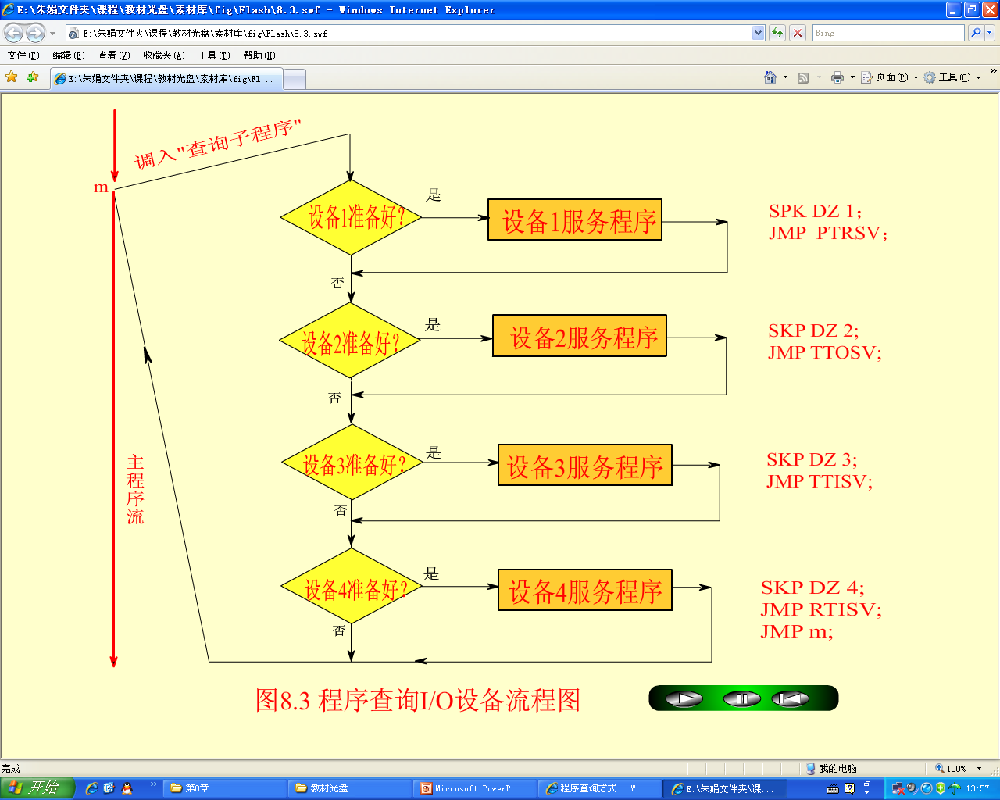 E:\朱娟文件夹\课程\教材光盘\素材库\fig\Flash\8.3.swf - Windows Internet Explorer
E:\朱娟文件夹\课程\教材光盘\素材库\fig\Flash\8.3.swf
Bing
文件(F) 编辑(E) 查看(V) 收藏夹(A) 工具(T) 帮助(H)
E:\朱娟文件夹\课程\教材光盘\素材库\fig\Fl...
页面(P) 工具(O) »
调入"查询子程序"
m
设备1准备好?
是
设备1服务程序
SPK DZ 1；
JMP PTRSV；
否
设备2准备好?
是
设备2服务程序
SKP DZ 2;
JMP TTOSV;
否
设备3准备好?
是
设备3服务程序
SKP DZ 3;
JMP TTISV;
主程序流
否
设备4准备好?
是
设备4服务程序
SKP DZ 4;
JMP RTISV;
JMP m;
否
图8.3 程序查询I/O设备流程图
完成
我的电脑
100%
开始
»
第8章
教材光盘
Microsoft PowerP...
程序查询方式 - W...
E:\朱娟文件夹\课...
13:57